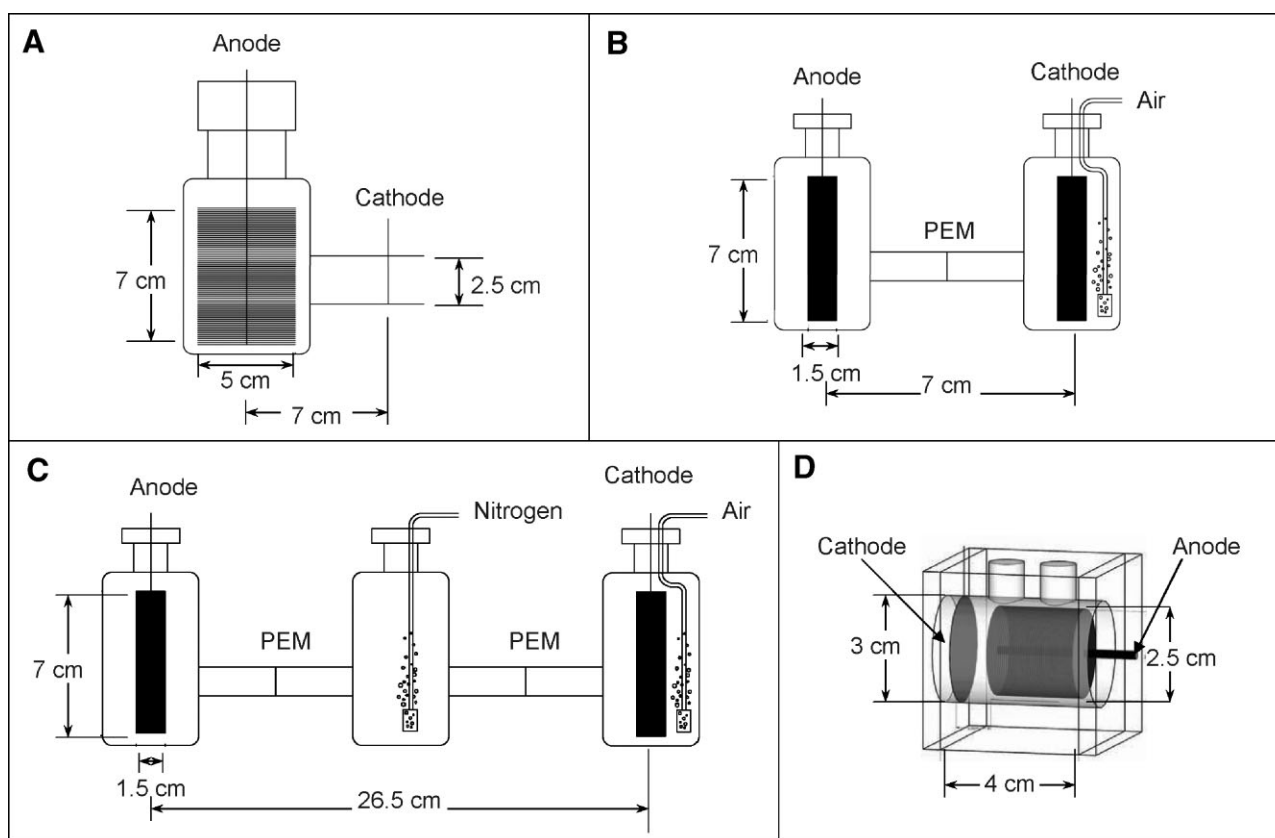 A
Anode
Cathode
7 cm
2.5 cm
5 cm
7 cm
B
Anode
Cathode
Air
PEM
7 cm
1.5 cm
7 cm
C
Anode
Cathode
Nitrogen
Air
PEM
PEM
7 cm
1.5 cm
26.5 cm
D
Cathode
Anode
3 cm
2.5 cm
4 cm